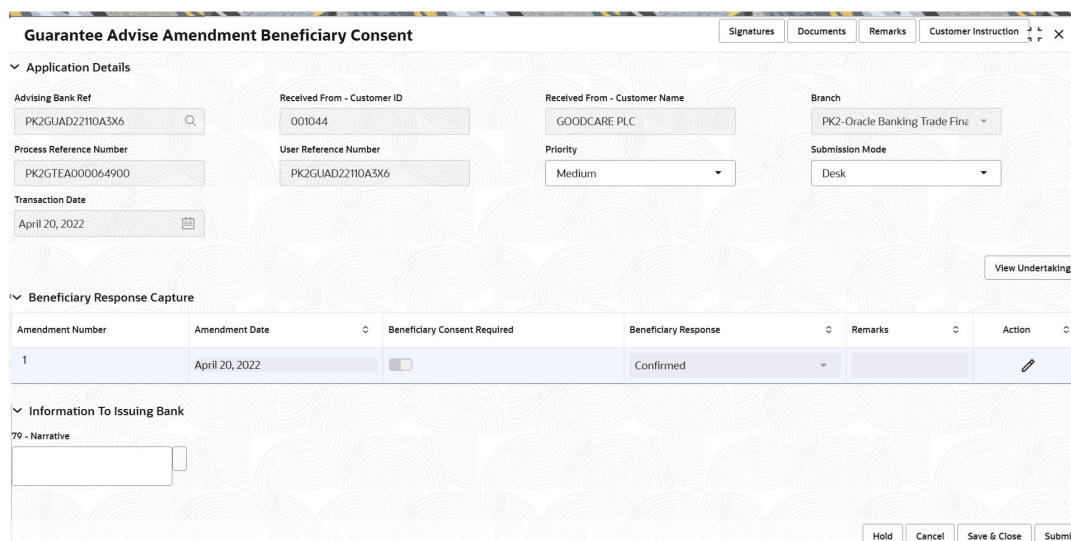 Guarantee Advise Amendment Beneficiary Consent
Signatures Documents Remarks Customer Instruction
Application Details
Advising Bank Ref Received From - Customer ID Received From - Customer Name Branch
PK2GUAD22110A3X6 001044 GOODCARE PLC PK2-Oracle Banking Trade Fina
Process Reference Number User Reference Number Priority Submission Mode
PK2GTEA000064900 PK2GUAD22110A3X6 Medium Desk
Transaction Date
April 20, 2022
View Undertaking
Beneficiary Response Capture
Amendment Number Amendment Date Beneficiary Consent Required Beneficiary Response Remarks Action
1 April 20, 2022 Confirmed
Information To Issuing Bank
79 - Narrative
Hold Cancel Save & Close Submi